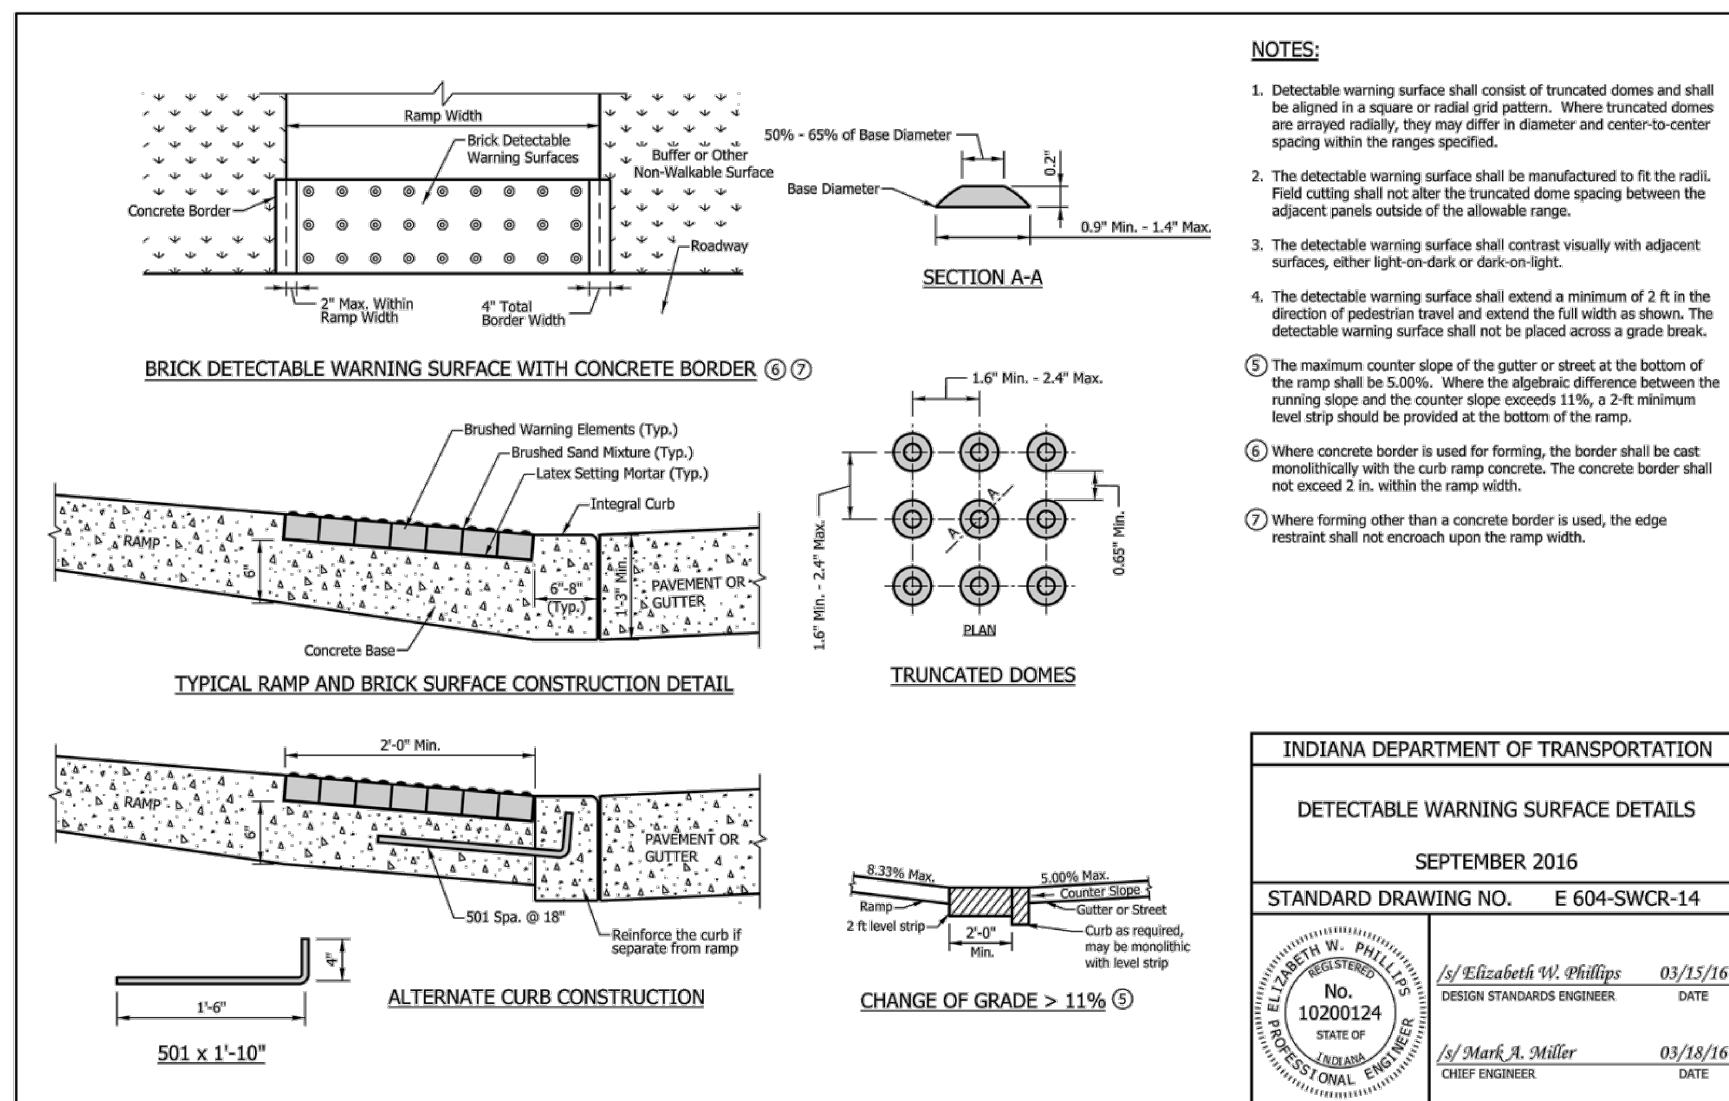 Ramp Width
Brick Detectable
Warning Surfaces
Buffer or Other
Non-Walkable Surface
Concrete Border
Roadway
2" Max. Within
Ramp Width
4" Total
Border Width
BRICK DETECTABLE WARNING SURFACE WITH CONCRETE BORDER 6 7
50% - 65% of Base Diameter
0.2"
Base Diameter
0.9" Min. - 1.4" Max.
SECTION A-A
Brushed Warning Elements (Typ.)
Brushed Sand Mixture (Typ.)
Latex Setting Mortar (Typ.)
Integral Curb
RAMP
6"
6"-8"
(Typ.)
1'-3" Min.
PAVEMENT OR
GUTTER
Concrete Base
TYPICAL RAMP AND BRICK SURFACE CONSTRUCTION DETAIL
1.6" Min. - 2.4" Max.
1.6" Min. - 2.4" Max.
A
A
0.65" Min.
PLAN
TRUNCATED DOMES
2'-0" Min.
RAMP
6"
PAVEMENT OR
GUTTER
501 Spa. @ 18"
Reinforce the curb if
separate from ramp
4"
1'-6"
501 x 1'-10"
ALTERNATE CURB CONSTRUCTION
8.33% Max.
5.00% Max.
Counter Slope
Ramp
Gutter or Street
2 ft level strip
2'-0"
Min.
Curb as required,
may be monolithic
with level strip
CHANGE OF GRADE > 11% 5
NOTES:
1. Detectable warning surface shall consist of truncated domes and shall
be aligned in a square or radial grid pattern. Where truncated domes
are arrayed radially, they may differ in diameter and center-to-center
spacing within the ranges specified.
2. The detectable warning surface shall be manufactured to fit the radii.
Field cutting shall not alter the truncated dome spacing between the
adjacent panels outside of the allowable range.
3. The detectable warning surface shall contrast visually with adjacent
surfaces, either light-on-dark or dark-on-light.
4. The detectable warning surface shall extend a minimum of 2 ft in the
direction of pedestrian travel and extend the full width as shown. The
detectable warning surface shall not be placed across a grade break.
5 The maximum counter slope of the gutter or street at the bottom of
the ramp shall be 5.00%. Where the algebraic difference between the
running slope and the counter slope exceeds 11%, a 2-ft minimum
level strip should be provided at the bottom of the ramp.
6 Where concrete border is used for forming, the border shall be cast
monolithically with the curb ramp concrete. The concrete border shall
not exceed 2 in. within the ramp width.
7 Where forming other than a concrete border is used, the edge
restraint shall not encroach upon the ramp width.
INDIANA DEPARTMENT OF TRANSPORTATION
DETECTABLE WARNING SURFACE DETAILS
SEPTEMBER 2016
STANDARD DRAWING NO. E 604-SWCR-14
ELIZABETH W. PHILLIPS
REGISTERED
No.
10200124
STATE OF
INDIANA
PROFESSIONAL ENGINEER
/s/ Elizabeth W. Phillips 03/15/16
DESIGN STANDARDS ENGINEER DATE
/s/ Mark A. Miller 03/18/16
CHIEF ENGINEER DATE